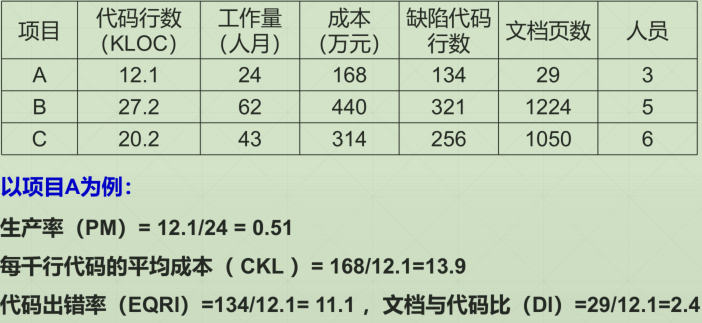 项目 代码行数（KLOC） 工作量（人月） 成本（万元） 缺陷代码行数 文档页数 人员
A 12.1 24 168 134 29 3
B 27.2 62 440 321 1224 5
C 20.2 43 314 256 1050 6
以项目A为例：
生产率（PM）= 12.1/24 = 0.51
每千行代码的平均成本（ CKL ）= 168/12.1=13.9
代码出错率（EQRI）=134/12.1= 11.1 ，文档与代码比（DI）=29/12.1=2.4